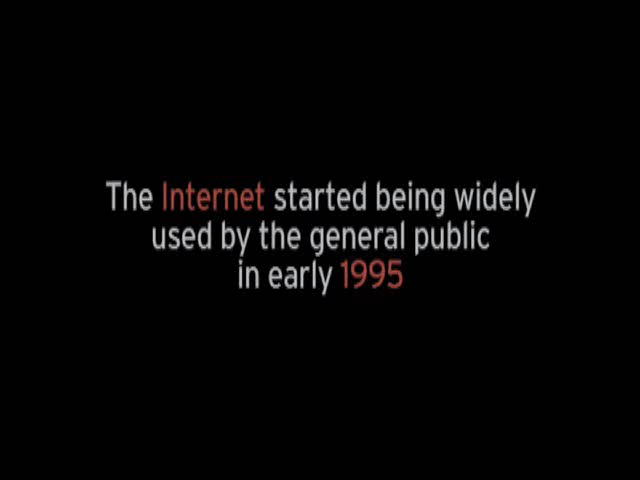 The Internet started being widely
used by the general public
in early 1995